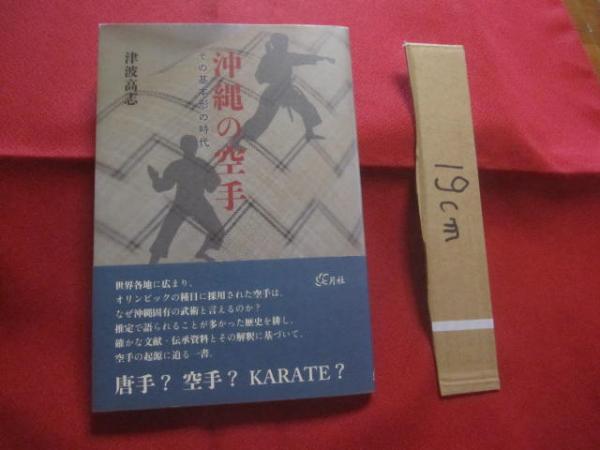 沖縄の空手
その基本形の時代
津波高志
世界各地に広まり、
オリンピックの種目に採用された空手は、
なぜ沖縄固有の武術と言えるのか?
推定で語られることが多かった歴史を排し、
確かな文献・伝承資料とその解釈に基づいて、
空手の起源に迫る一書。
唐手? 空手? KARATE?
七月社
19cm